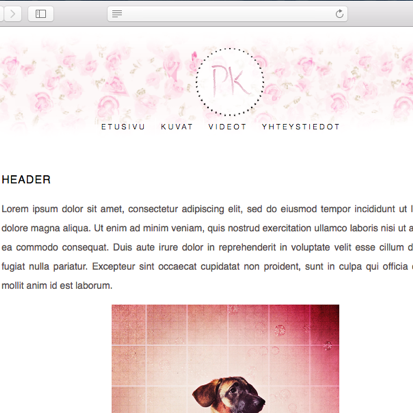 PK
ETUSIVU KUVAT VIDEOT YHTEYSTIEDOT
HEADER
Lorem ipsum dolor sit amet, consectetur adipiscing elit, sed do eiusmod tempor incididunt ut
dolore magna aliqua. Ut enim ad minim veniam, quis nostrud exercitation ullamco laboris nisi ut
ea commodo consequat. Duis aute irure dolor in reprehenderit in voluptate velit esse cillum
fugiat nulla pariatur. Excepteur sint occaecat cupidatat non proident, sunt in culpa qui officia
mollit anim id est laborum.